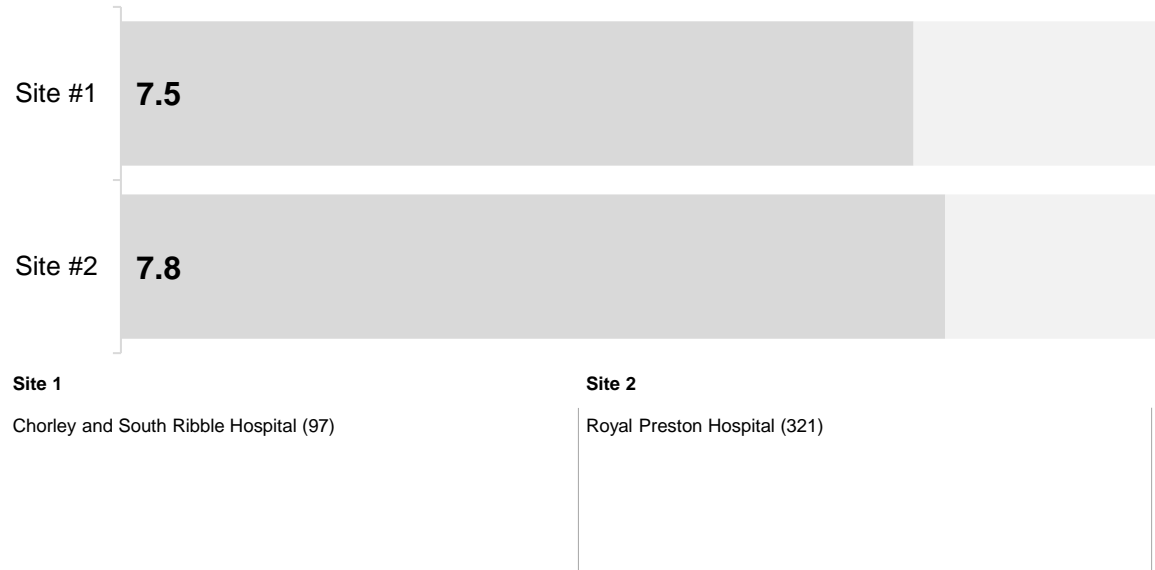 Site #1
7.5
Site #2
7.8
Site 1
Chorley and South Ribble Hospital (97)
Site 2
Royal Preston Hospital (321)